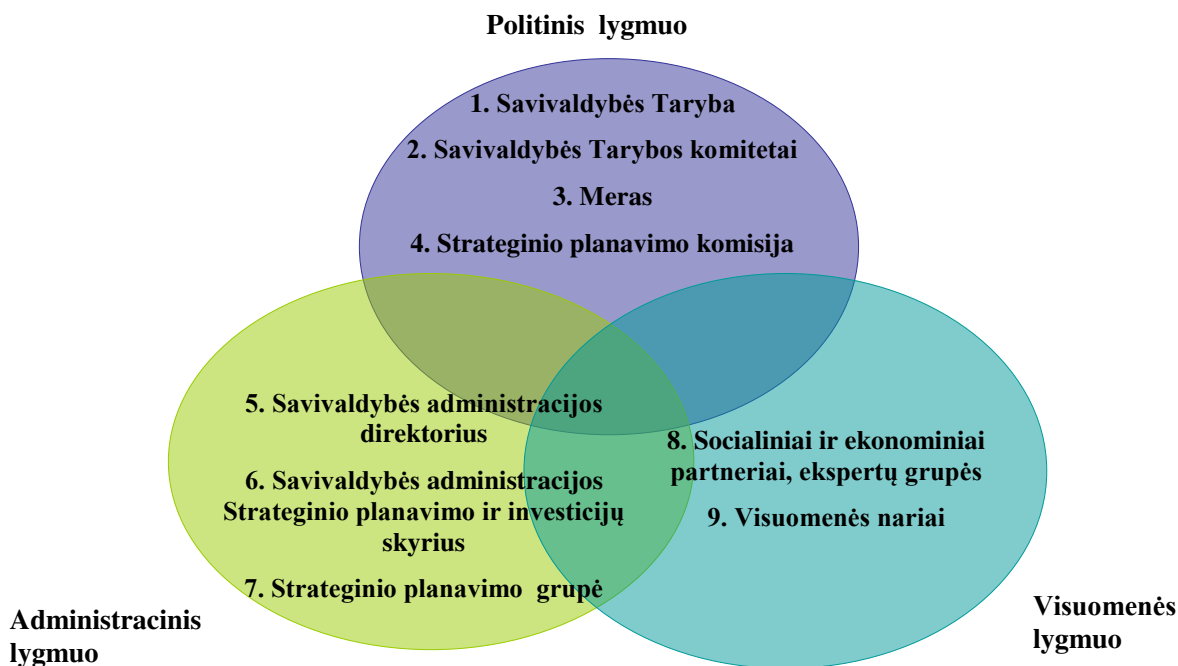 Politinis lygmuo
1. Savivaldybės Taryba
2. Savivaldybės Tarybos komitetai
3. Meras
4. Strateginio planavimo komisija
5. Savivaldybės administracijos
direktorius
6. Savivaldybės administracijos
Strateginio planavimo ir investicijų
skyrius
7. Strateginio planavimo grupė
8. Socialiniai ir ekonominiai
partneriai, ekspertų grupės
9. Visuomenės nariai
Administracinis
lygmuo
Visuomenės
lygmuo